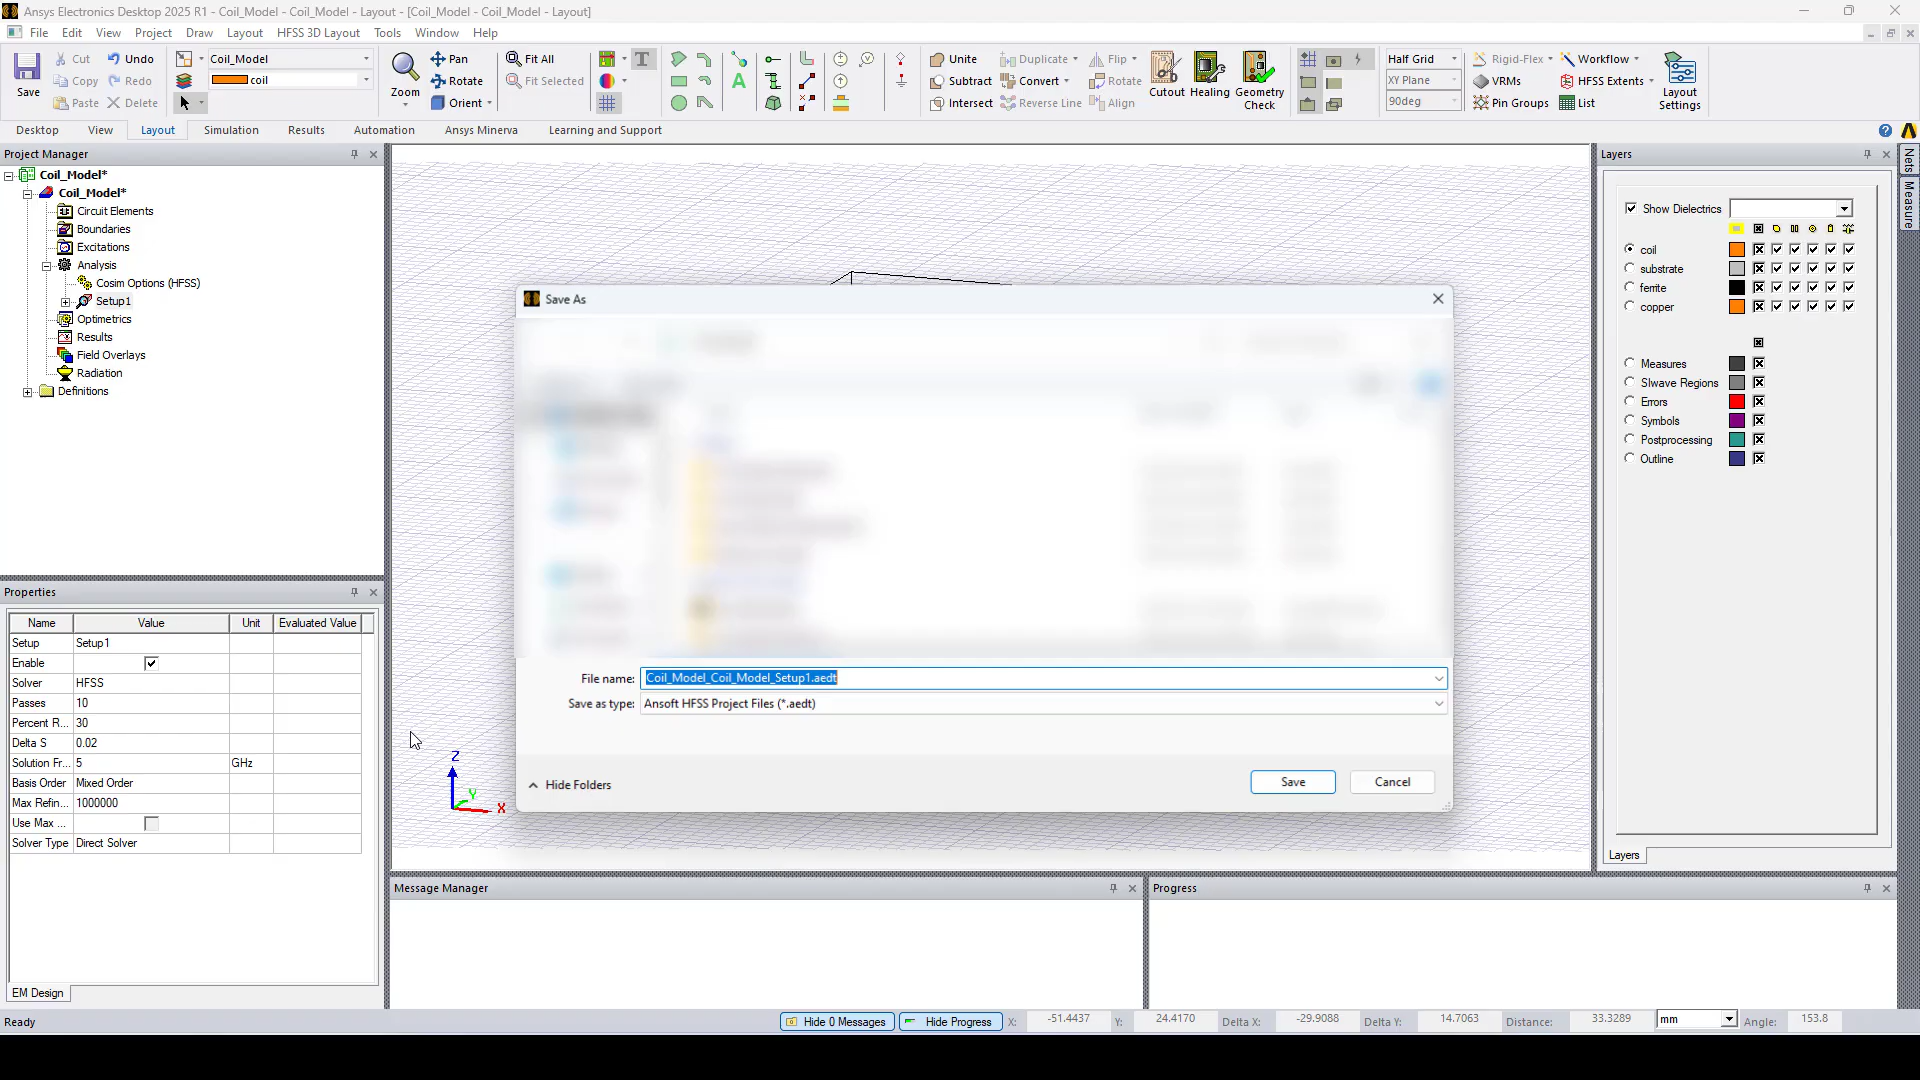 Ansys Electronics Desktop 2025 R1 - Coil_Model - Coil_Model - Layout - [Coil_Model - Coil_Model - Layout]
File Edit View Project Draw Layout HFSS 3D Layout Tools Window Help
Save
Cut Undo
Copy Redo
Paste Delete
Coil_Model
coil
Zoom
Pan
Rotate
Orient
Fit All
Fit Selected
T
A
Unite
Subtract
Intersect
Duplicate
Convert
Reverse Line
Flip
Rotate
Align
Cutout
Healing
Geometry
Check
Half Grid
XY Plane
90deg
Rigid-Flex
VRMs
Pin Groups
Workflow
HFSS Extents
List
Layout
Settings
Desktop View Layout Simulation Results Automation Ansys Minerva Learning and Support
Project Manager
Coil_Model*
Coil_Model*
Circuit Elements
Boundaries
Excitations
Analysis
Cosim Options (HFSS)
Setup1
Optimetrics
Results
Field Overlays
Radiation
Definitions
Properties
Name Value Unit Evaluated Value
Setup Setup1
Enable
Solver HFSS
Passes 10
Percent R... 30
Delta S 0.02
Solution Fr... 5 GHz
Basis Order Mixed Order
Max Refin... 1000000
Use Max ...
Solver Type Direct Solver
EM Design
Z
Y
X
Save As
File name: Coil_Model_Coil_Model_Setup1.aedt
Save as type: Ansoft HFSS Project Files (*.aedt)
Hide Folders
Save
Cancel
Layers
Show Dielectrics
coil
substrate
ferrite
copper
Measures
SIwave Regions
Errors
Symbols
Postprocessing
Outline
Layers
Nets
Measure
Message Manager
Progress
Ready
Hide 0 Messages
Hide Progress
X: -51.4437 Y: 24.4170 Delta X: -29.9088 Delta Y: 14.7063 Distance: 33.3289 mm Angle: 153.8